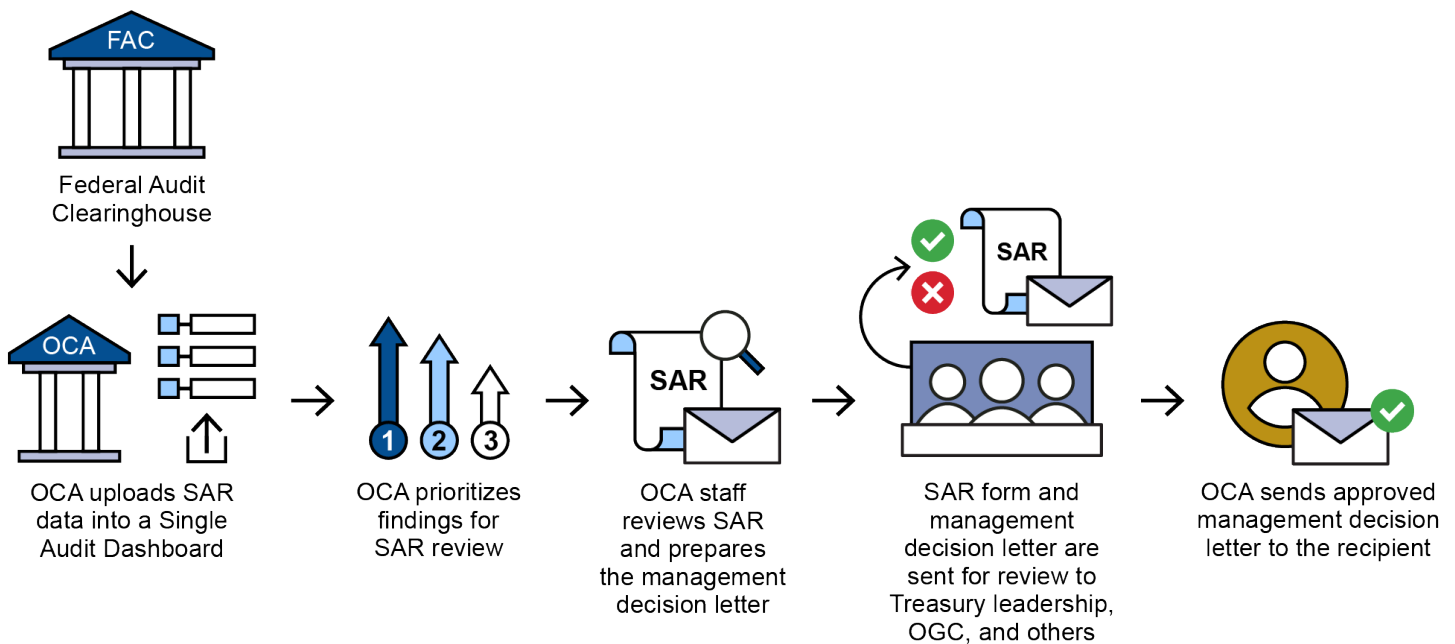 FAC
Federal Audit
Clearinghouse
OCA
OCA uploads SAR
data into a Single
Audit Dashboard
1
2
3
OCA prioritizes
findings for
SAR review
SAR
OCA staff
reviews SAR
and prepares
the management
decision letter
SAR
SAR form and
management
decision letter are
sent for review to
Treasury leadership,
OGC, and others
OCA sends approved
management decision
letter to the recipient